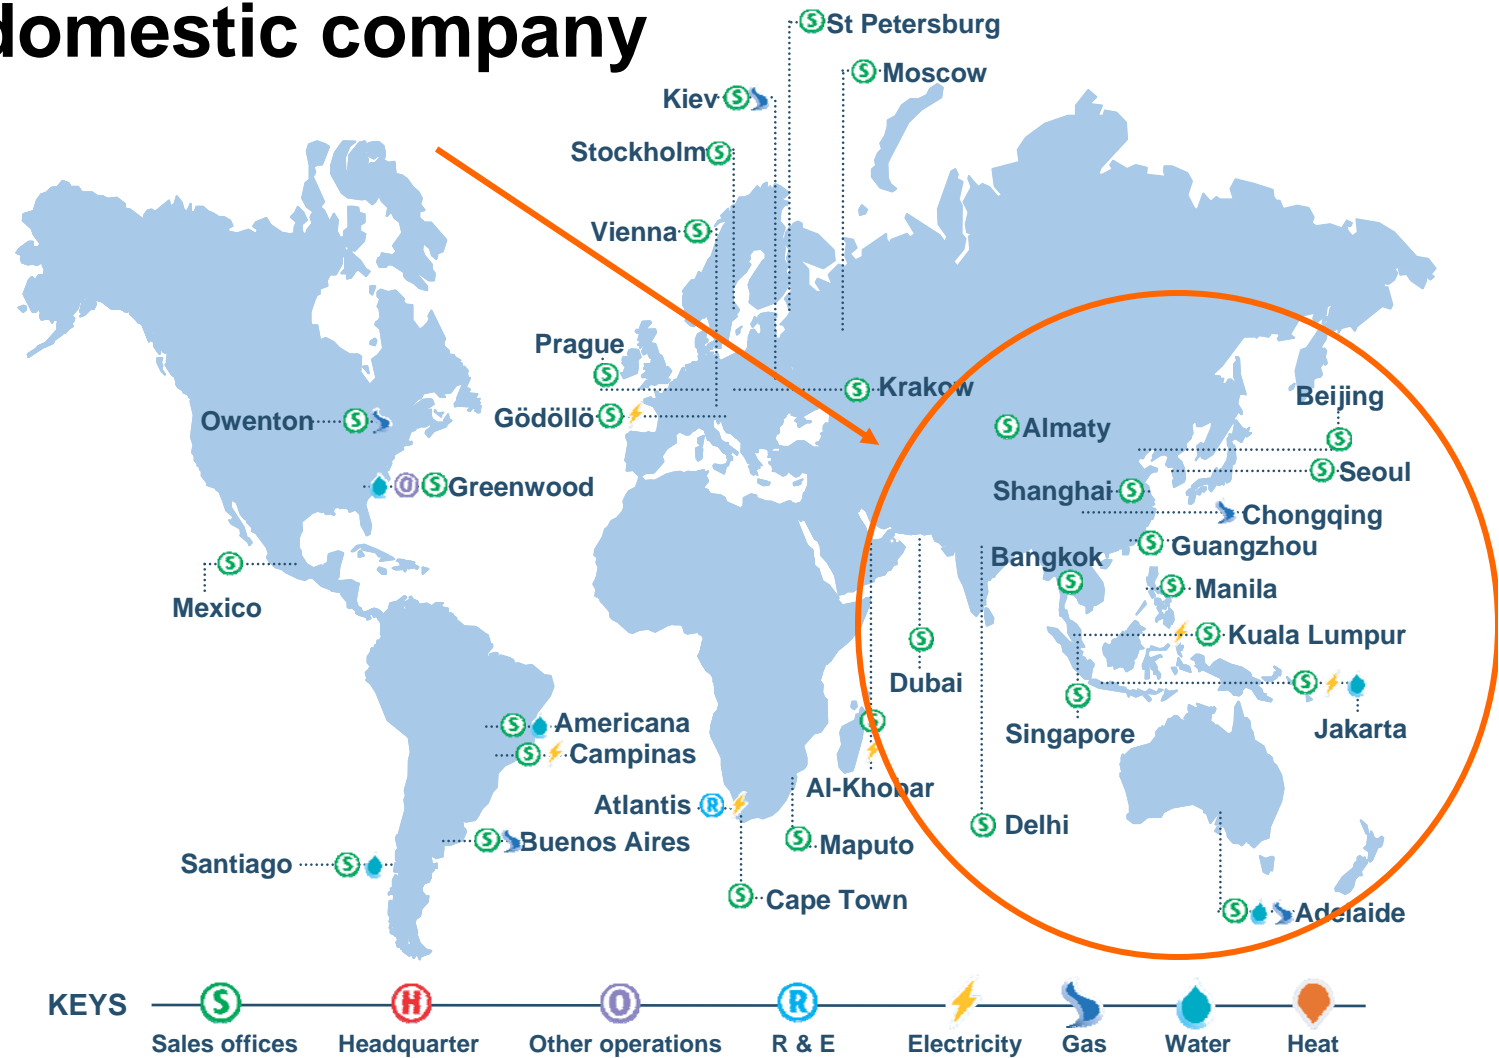 domestic company
S St Petersburg
S Moscow
Kiev S
Stockholm S
Vienna S
Prague
S
S Krakow
Beijing
S
Owenton S
Gödöllö S
S Almaty
S Seoul
Shanghai S
O S Greenwood
Chongqing
S Guangzhou
Bangkok
S
S
Mexico
S Manila
S Kuala Lumpur
S
Dubai
S
Jakarta
S
Singapore
S Americana
S Campinas
S
Al-Khobar
Atlantis R
S Delhi
S Buenos Aires
S Maputo
Santiago S
S Cape Town
S Adelaide
KEYS S H O R
Sales offices Headquarter Other operations R & E Electricity Gas Water Heat